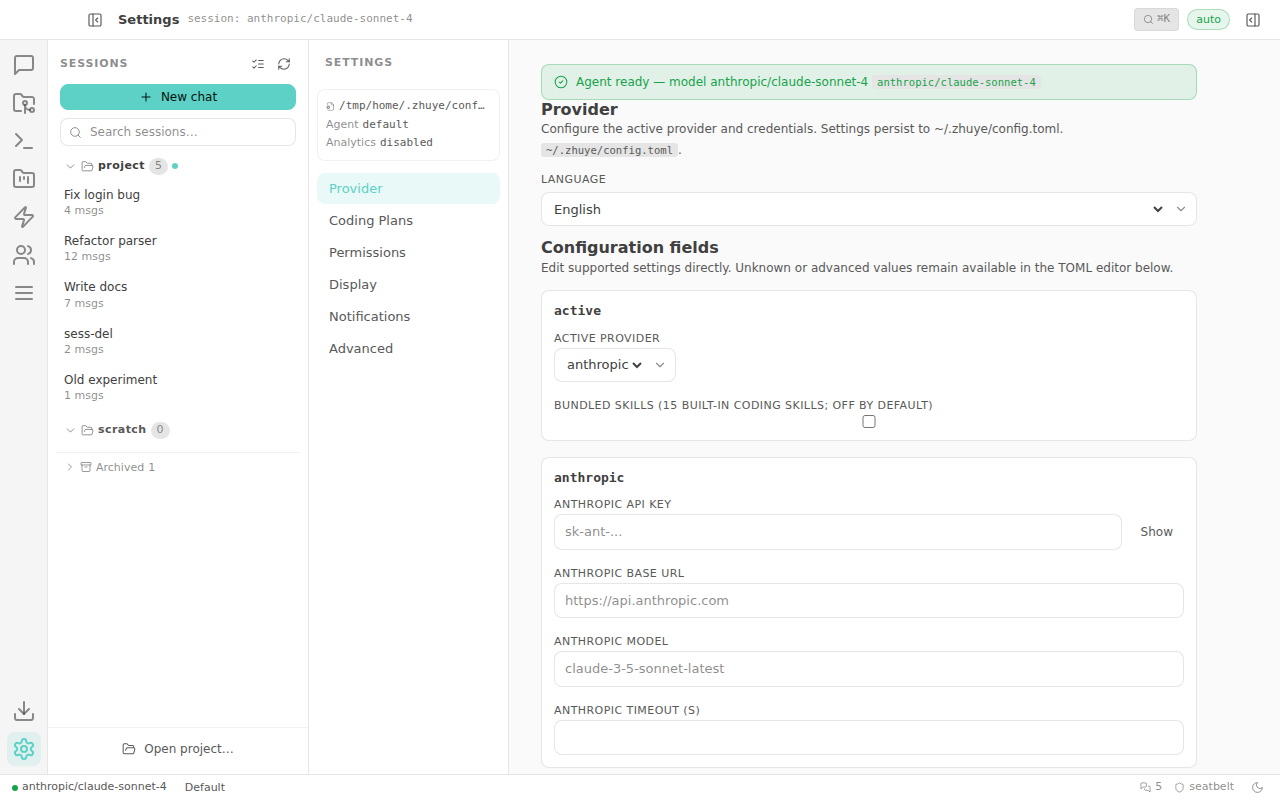 Settings session: anthropic/claude-sonnet-4
⌘K
auto
SESSIONS
New chat
Search sessions…
project 5
Fix login bug
4 msgs
Refactor parser
12 msgs
Write docs
7 msgs
sess-del
2 msgs
Old experiment
1 msgs
scratch 0
Archived 1
Open project…
SETTINGS
/tmp/home/.zhuye/conf…
Agent default
Analytics disabled
Provider
Coding Plans
Permissions
Display
Notifications
Advanced
Agent ready — model anthropic/claude-sonnet-4 anthropic/claude-sonnet-4
Provider
Configure the active provider and credentials. Settings persist to ~/.zhuye/config.toml.
~/.zhuye/config.toml.
LANGUAGE
English
Configuration fields
Edit supported settings directly. Unknown or advanced values remain available in the TOML editor below.
active
ACTIVE PROVIDER
anthropic
BUNDLED SKILLS (15 BUILT-IN CODING SKILLS; OFF BY DEFAULT)
anthropic
ANTHROPIC API KEY
sk-ant-... Show
ANTHROPIC BASE URL
https://api.anthropic.com
ANTHROPIC MODEL
claude-3-5-sonnet-latest
ANTHROPIC TIMEOUT (S)
anthropic/claude-sonnet-4 Default
5 seatbelt